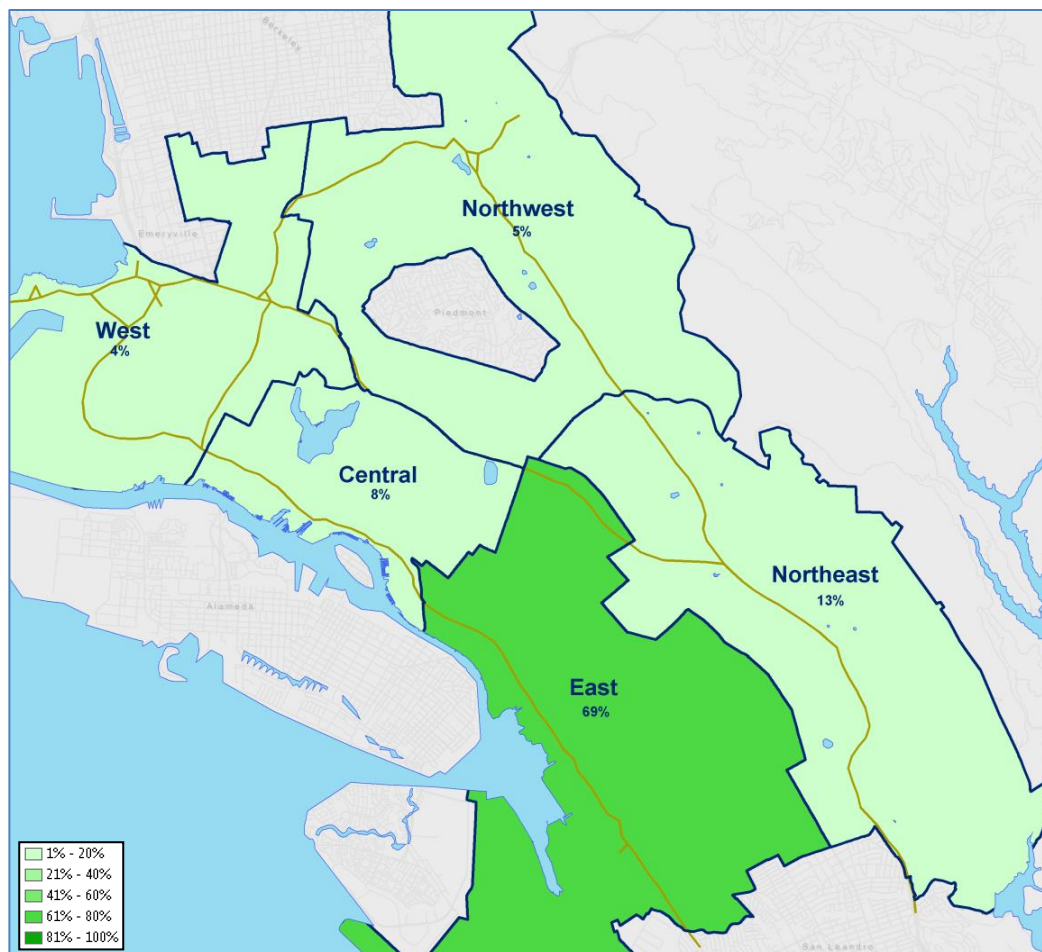 Berkeley
Northwest
5%
Emeryville
Piedmont
West
4%
Central
8%
Northeast
13%
Alameda
East
69%
1% - 20%
21% - 40%
41% - 60%
61% - 80%
81% - 100%
San Leandro